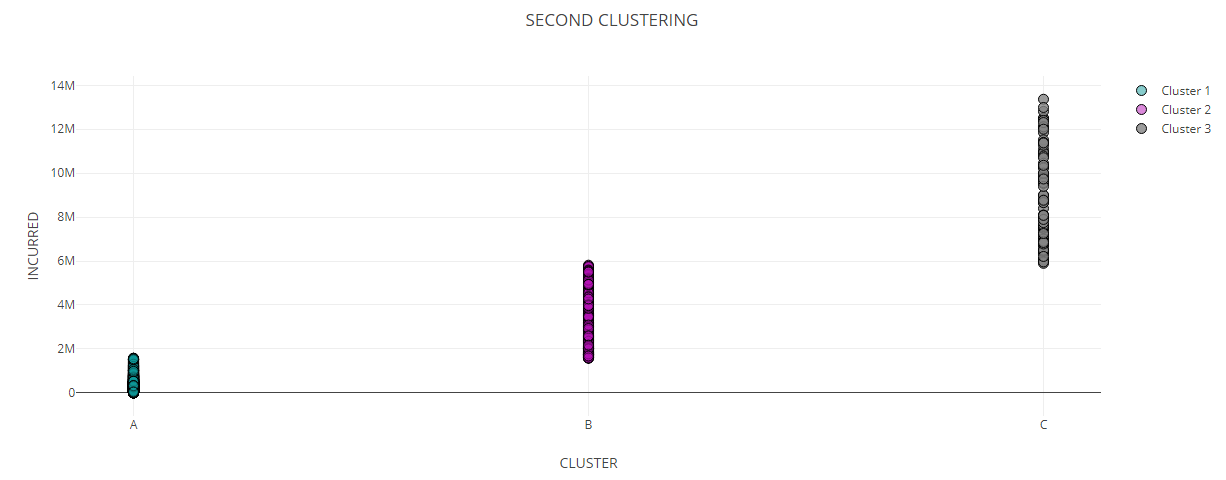 SECOND CLUSTERING
14M
12M
10M
8M
6M
4M
2M
0
INCURRED
A
B
C
CLUSTER
Cluster 1
Cluster 2
Cluster 3